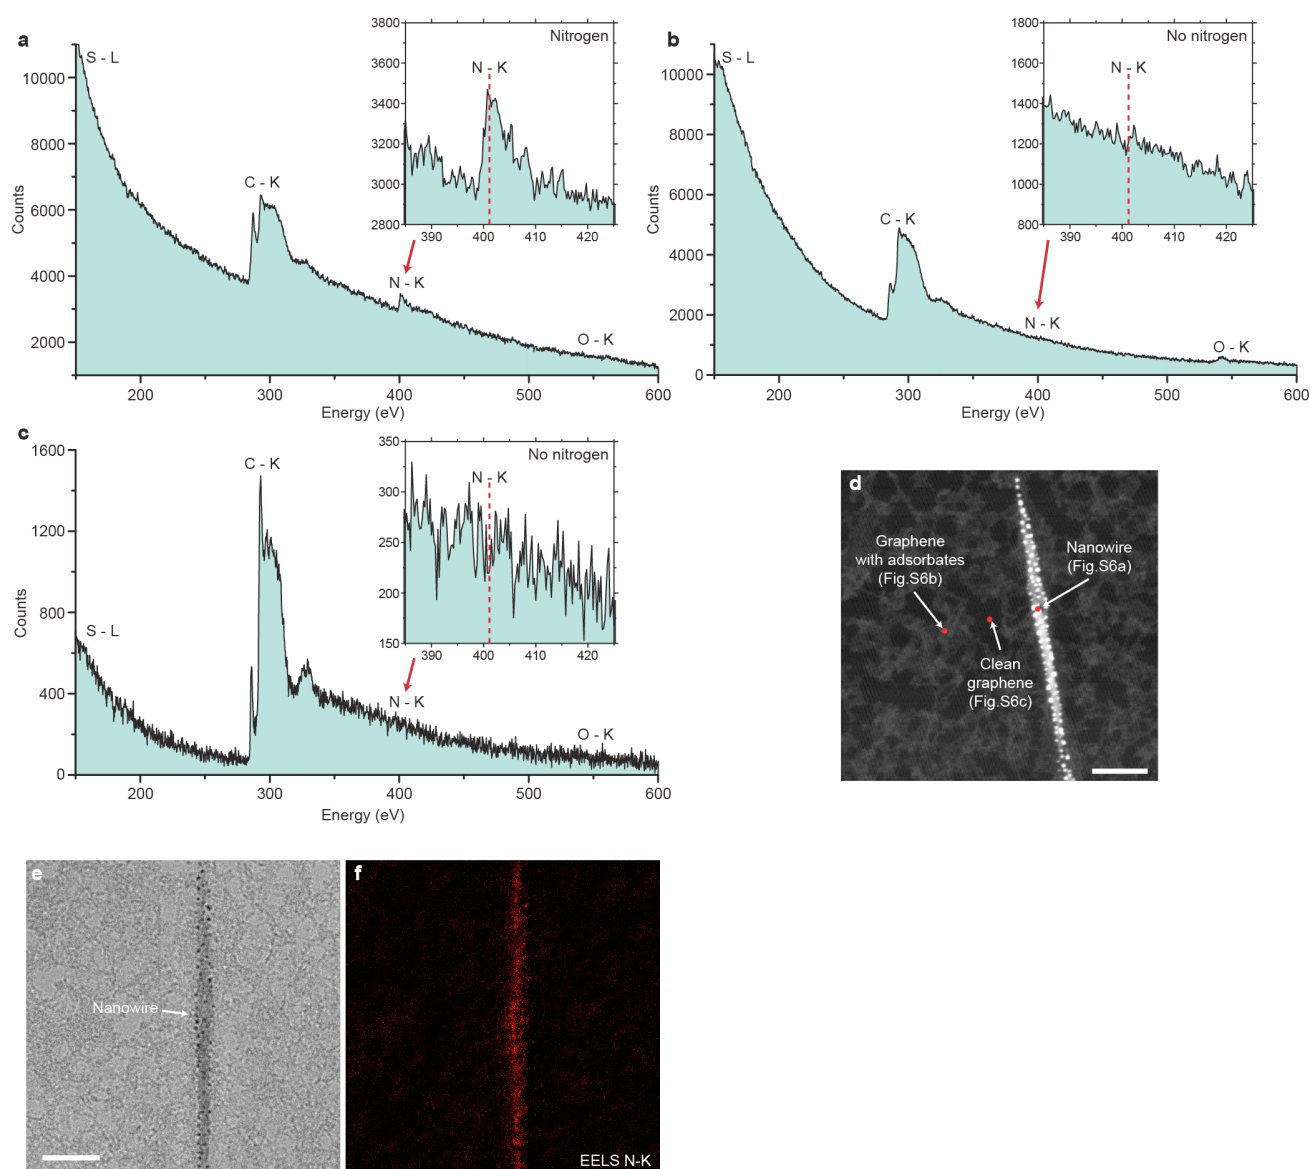 a
S - L
10000
8000
6000
4000
2000
Counts
C - K
N - K
O - K
200
300
400
500
600
Energy (eV)
3800
3600
3400
3200
3000
2800
Nitrogen
N - K
390
400
410
420
b
S - L
10000
8000
6000
4000
2000
0
Counts
C - K
N - K
O - K
200
300
400
500
600
Energy (eV)
1800
1600
1400
1200
1000
800
No nitrogen
N - K
390
400
410
420
c
1600
1200
800
400
0
Counts
S - L
C - K
N - K
O - K
200
300
400
500
600
Energy (eV)
350
300
250
200
150
No nitrogen
N - K
390
400
410
420
d
Graphene
with adsorbates
(Fig.S6b)
Nanowire
(Fig.S6a)
Clean
graphene
(Fig.S6c)
e
Nanowire
f
EELS N-K